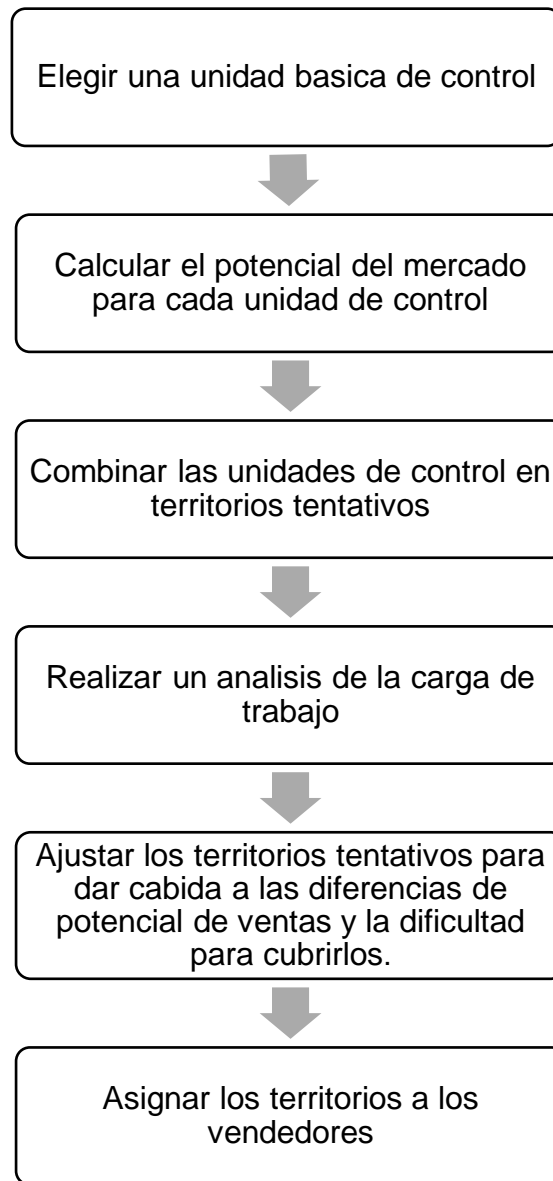 Elegir una unidad basica de control
Calcular el potencial del mercado
para cada unidad de control
Combinar las unidades de control en
territorios tentativos
Realizar un analisis de la carga de
trabajo
Ajustar los territorios tentativos para
dar cabida a las diferencias de
potencial de ventas y la dificultad
para cubrirlos.
Asignar los territorios a los
vendedores